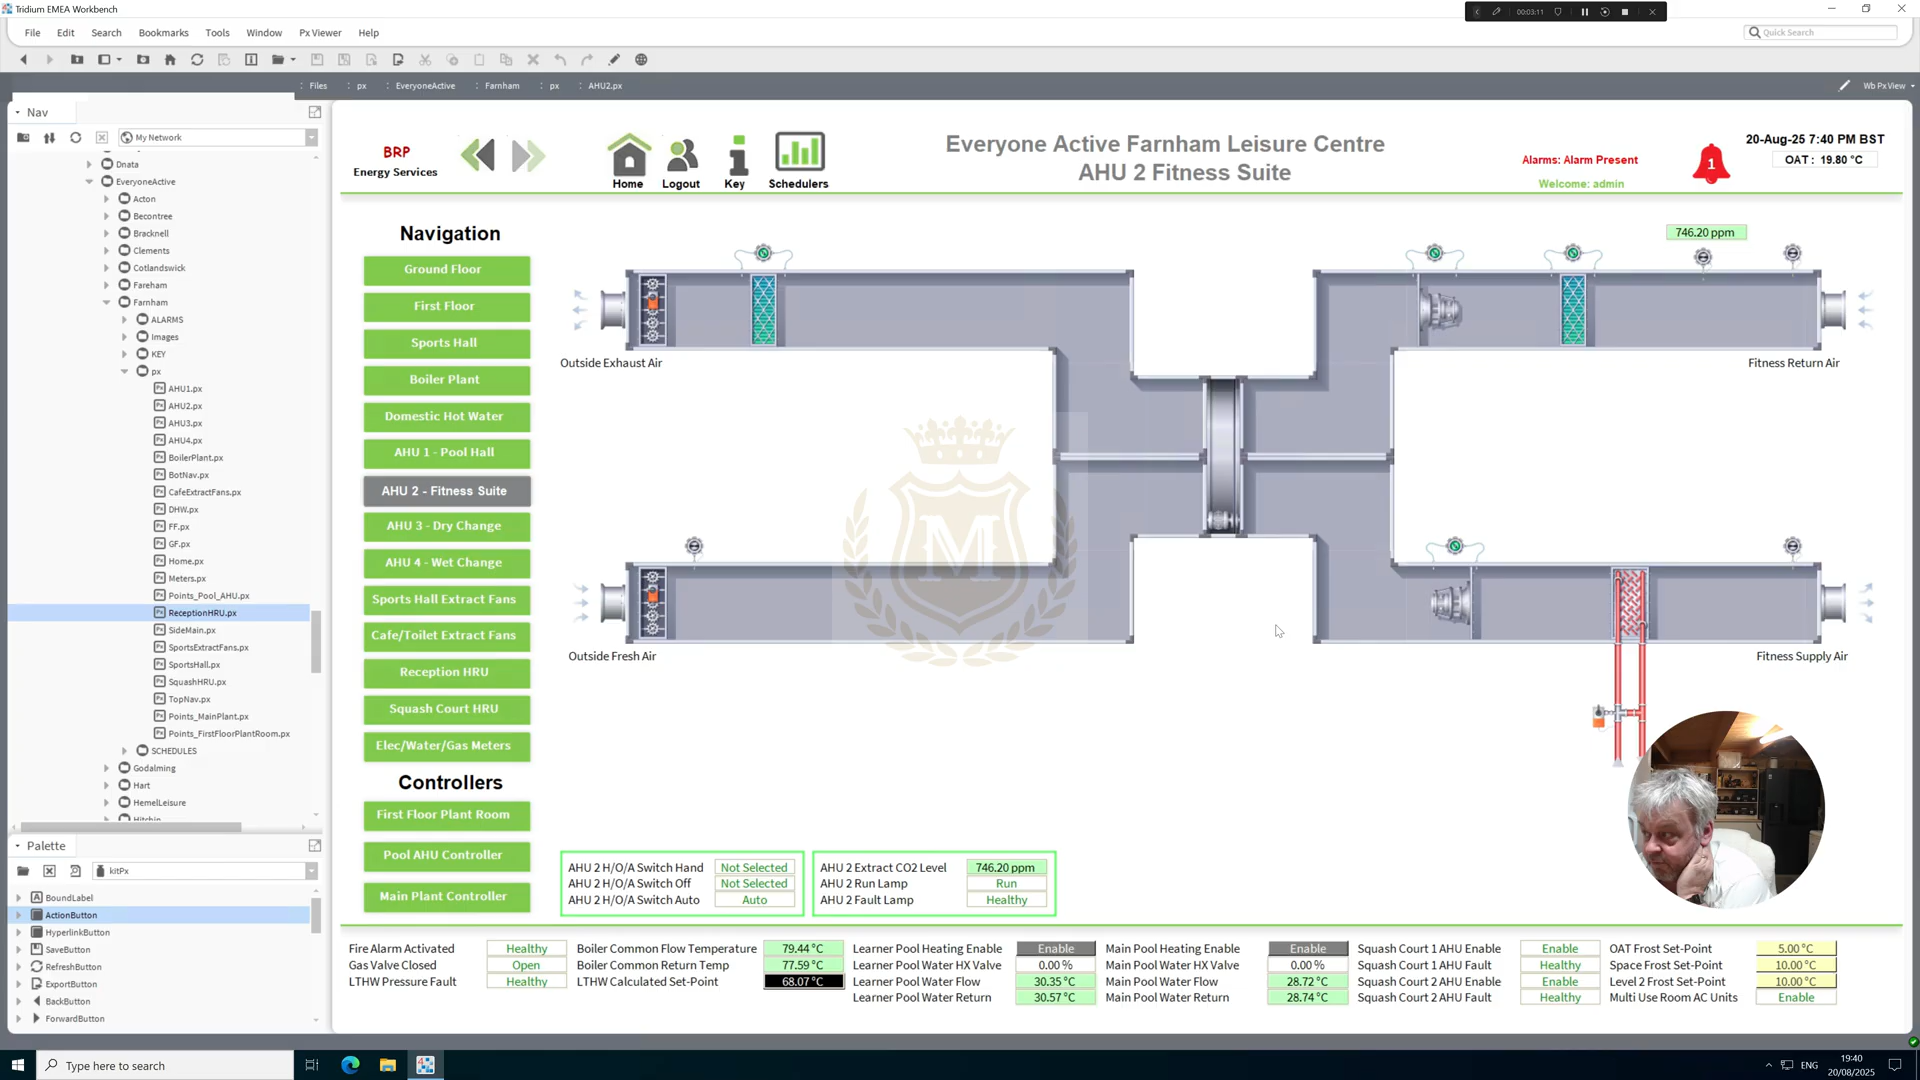 Tridium EMEA Workbench
00:03:11
File Edit Search Bookmarks Tools Window Px Viewer Help
Quick Search
Files px EveryoneActive Farnham px AHU2.px
Wb Px View
Nav
My Network
Dnata
EveryoneActive
Acton
Becontree
Bracknell
Clements
Cotlandswick
Fareham
Farnham
ALARMS
Images
KEY
px
AHU1.px
AHU2.px
AHU3.px
AHU4.px
BoilerPlant.px
BotNav.px
CafeExtractFans.px
DHW.px
FF.px
GF.px
Home.px
Meters.px
Points_Pool_AHU.px
ReceptionHRU.px
SideMain.px
SportsExtractFans.px
SportsHall.px
SquashHRU.px
TopNav.px
Points_MainPlant.px
Points_FirstFloorPlantRoom.px
SCHEDULES
Godalming
Hart
HemelLeisure
Hitchin
Palette
kitPx
BoundLabel
ActionButton
HyperlinkButton
SaveButton
RefreshButton
ExportButton
BackButton
ForwardButton
BRP
Energy Services
Home
Logout
Key
Schedulers
Everyone Active Farnham Leisure Centre
AHU 2 Fitness Suite
Alarms: Alarm Present
Welcome: admin
1
20-Aug-25 7:40 PM BST
OAT : 19.80 °C
Navigation
Ground Floor
First Floor
Sports Hall
Boiler Plant
Domestic Hot Water
AHU 1 - Pool Hall
AHU 2 - Fitness Suite
AHU 3 - Dry Change
AHU 4 - Wet Change
Sports Hall Extract Fans
Cafe/Toilet Extract Fans
Reception HRU
Squash Court HRU
Elec/Water/Gas Meters
Controllers
First Floor Plant Room
Pool AHU Controller
Main Plant Controller
746.20 ppm
Outside Exhaust Air
Fitness Return Air
M
Outside Fresh Air
Fitness Supply Air
AHU 2 H/O/A Switch Hand Not Selected
AHU 2 H/O/A Switch Off Not Selected
AHU 2 H/O/A Switch Auto Auto
AHU 2 Extract CO2 Level 746.20 ppm
AHU 2 Run Lamp Run
AHU 2 Fault Lamp Healthy
Fire Alarm Activated Healthy
Gas Valve Closed Open
LTHW Pressure Fault Healthy
Boiler Common Flow Temperature 79.44 °C
Boiler Common Return Temp 77.59 °C
LTHW Calculated Set-Point 68.07 °C
Learner Pool Heating Enable Enable
Learner Pool Water HX Valve 0.00 %
Learner Pool Water Flow 30.35 °C
Learner Pool Water Return 30.57 °C
Main Pool Heating Enable Enable
Main Pool Water HX Valve 0.00 %
Main Pool Water Flow 28.72 °C
Main Pool Water Return 28.74 °C
Squash Court 1 AHU Enable Enable
Squash Court 1 AHU Fault Healthy
Squash Court 2 AHU Enable Enable
Squash Court 2 AHU Fault Healthy
OAT Frost Set-Point 5.00 °C
Space Frost Set-Point 10.00 °C
Level 2 Frost Set-Point 10.00 °C
Multi Use Room AC Units Enable
Type here to search
ENG
19:40
20/08/2025